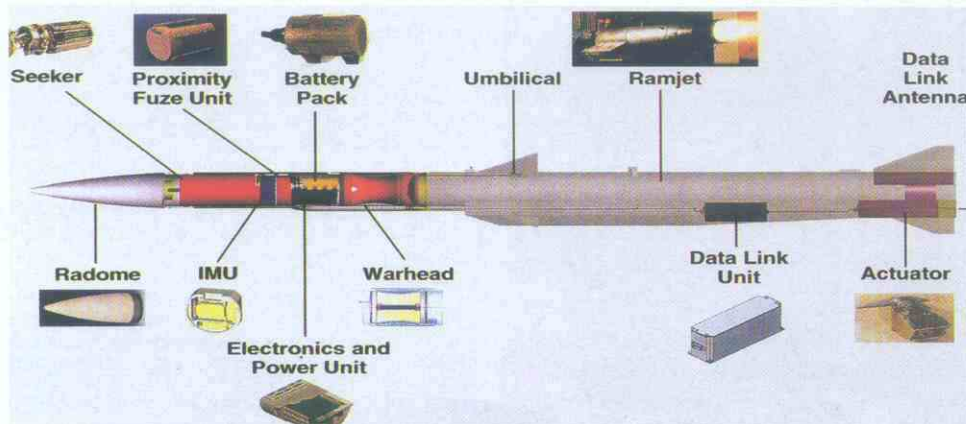 Seeker
Proximity
Fuze Unit
Battery
Pack
Umbilical
Ramjet
Data
Link
Antenna
Radome
IMU
Warhead
Data Link
Unit
Actuator
Electronics and
Power Unit